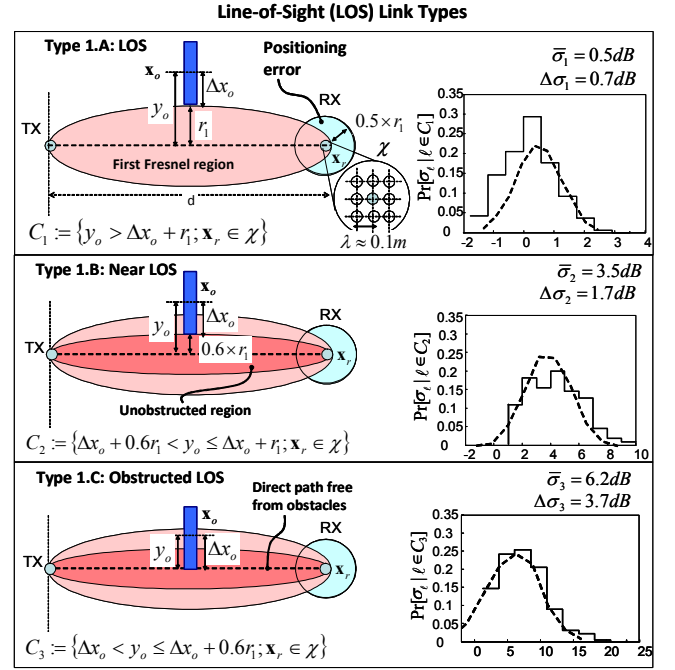 Line-of-Sight (LOS) Link Types
Type 1.A: LOS
Positioning
error
x_o
Δx_o
y_o
r_1
TX
RX
0.5×r_1
χ
x_r
First Fresnel region
d
λ ≈ 0.1m
C_1 := {y_o > Δx_o + r_1; x_r ∈ χ}
σ̅_1 = 0.5dB
Δσ_1 = 0.7dB
Pr[σ_ℓ | ℓ ∈ C_1]
0.35
0.3
0.25
0.2
0.15
0.1
0.05
0
-2 -1 0 1 2 3 4
Type 1.B: Near LOS
x_o
Δx_o
y_o
RX
TX
0.6×r_1
x_r
Unobstructed region
C_2 := {Δx_o + 0.6r_1 < y_o ≤ Δx_o + r_1; x_r ∈ χ}
σ̅_2 = 3.5dB
Δσ_2 = 1.7dB
Pr[σ_ℓ | ℓ ∈ C_2]
0.35
0.3
0.25
0.2
0.15
0.1
0.05
0
-2 0 2 4 6 8 10
Type 1.C: Obstructed LOS
Direct path free
from obstacles
x_o
RX
TX
y_o
Δx_o
x_r
C_3 := {Δx_o < y_o ≤ Δx_o + 0.6r_1; x_r ∈ χ}
σ̅_3 = 6.2dB
Δσ_3 = 3.7dB
Pr[σ_ℓ | ℓ ∈ C_3]
0.35
0.3
0.25
0.2
0.15
0.1
0.05
0
0 5 10 15 20 25